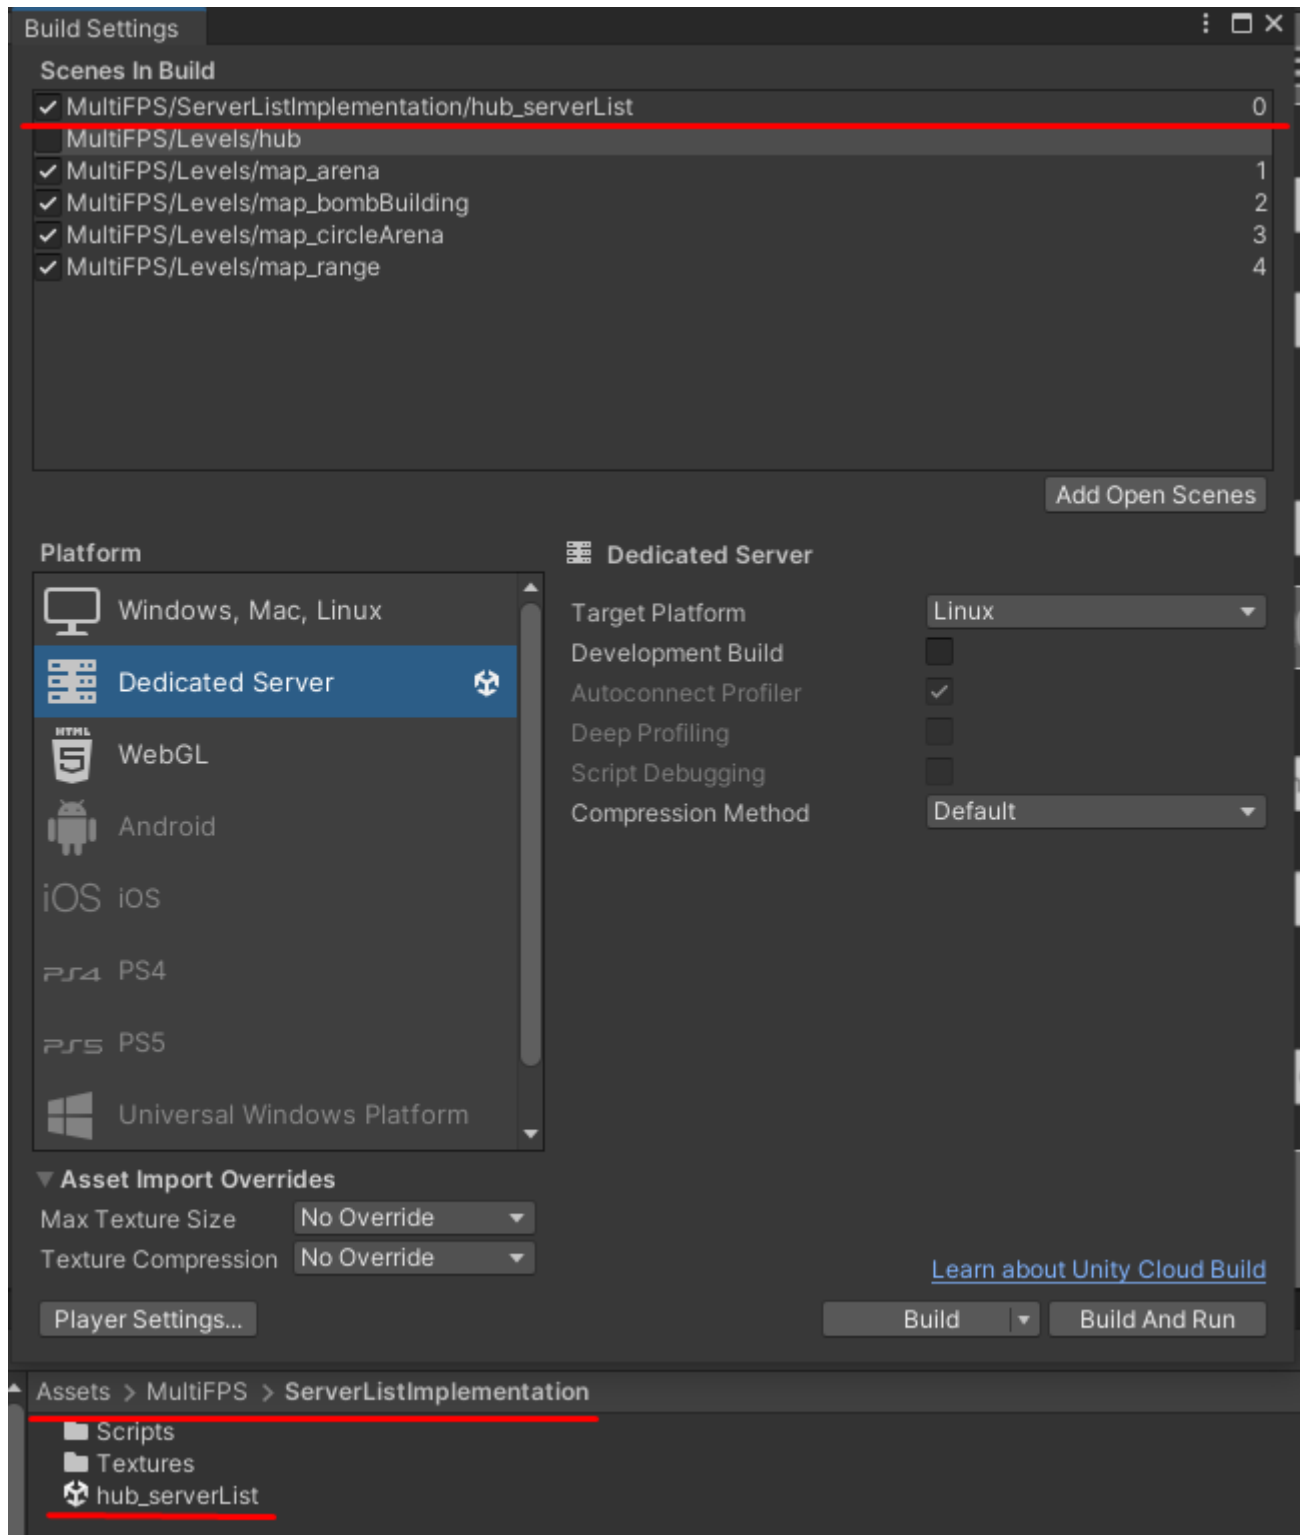 Build Settings
Scenes In Build
MultiFPS/ServerListImplementation/hub_serverList 0
MultiFPS/Levels/hub
MultiFPS/Levels/map_arena 1
MultiFPS/Levels/map_bombBuilding 2
MultiFPS/Levels/map_circleArena 3
MultiFPS/Levels/map_range 4
Add Open Scenes
Platform
Windows, Mac, Linux
Dedicated Server
HTML 5 WebGL
Android
iOS iOS
PS4 PS4
PS5 PS5
Universal Windows Platform
Dedicated Server
Target Platform Linux
Development Build
Autoconnect Profiler
Deep Profiling
Script Debugging
Compression Method Default
Asset Import Overrides
Max Texture Size No Override
Texture Compression No Override
Learn about Unity Cloud Build
Player Settings... Build Build And Run
Assets > MultiFPS > ServerListImplementation
Scripts
Textures
hub_serverList